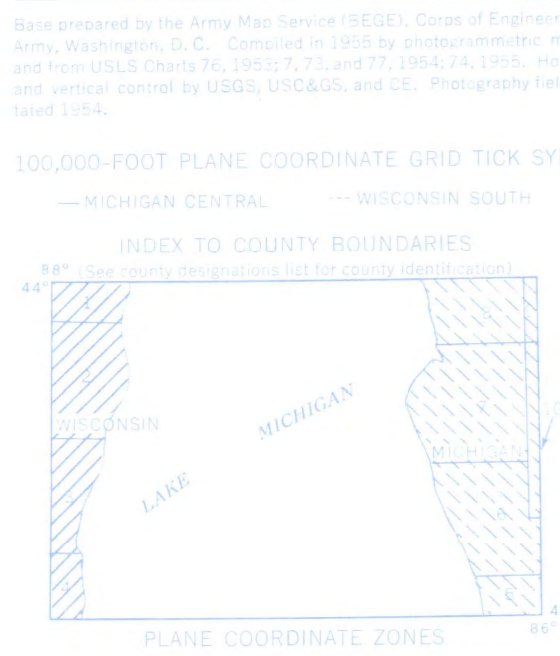 Base prepared by the Army Map Service (BEGE), Corps of Engineer
Army, Washington, D. C. Compiled in 1955 by photogrammetric m
and from USLS Charts 76, 1953; 7, 73, and 77, 1954; 74, 1955. Ho
and vertical control by USGS, USC&GS, and CE. Photography fiel
tated 1954.
100,000-FOOT PLANE COORDINATE GRID TICK SY
— MICHIGAN CENTRAL --- WISCONSIN SOUTH
INDEX TO COUNTY BOUNDARIES
88° (See county designations list for county identification)
44°
1
2
7
WISCONSIN
LAKE MICHIGAN
MICHIGAN
3
4
4
86°
PLANE COORDINATE ZONES